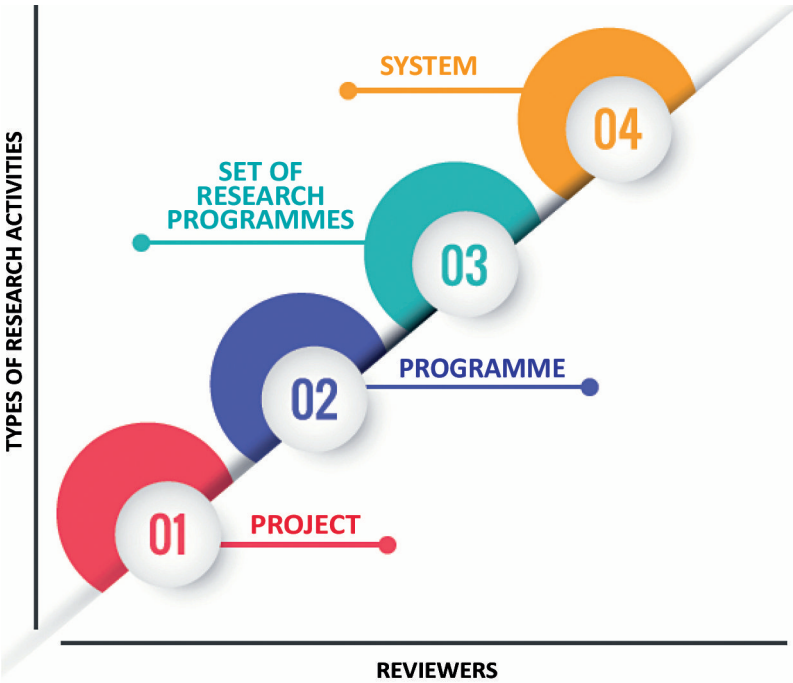 SYSTEM
04
SET OF
RESEARCH
PROGRAMMES
03
PROGRAMME
02
PROJECT
01
TYPES OF RESEARCH ACTIVITIES
REVIEWERS